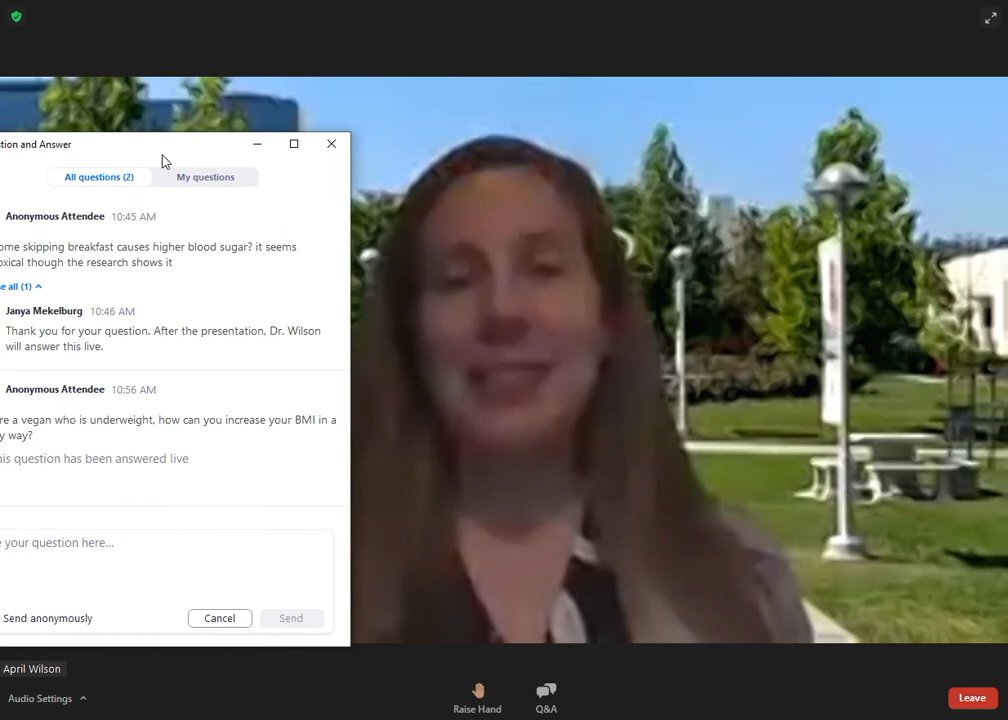 tion and Answer
All questions (2)
My questions
Anonymous Attendee 10:45 AM
ome skipping breakfast causes higher blood sugar? it seems
oxical though the research shows it
se all (1)
Janya Mekelburg 10:46 AM
Thank you for your question. After the presentation, Dr. Wilson
will answer this live.
Anonymous Attendee 10:56 AM
re a vegan who is underweight, how can you increase your BMI in a
y way?
his question has been answered live
e your question here...
Send anonymously
Cancel
Send
April Wilson
Audio Settings
Raise Hand
Q&A
Leave